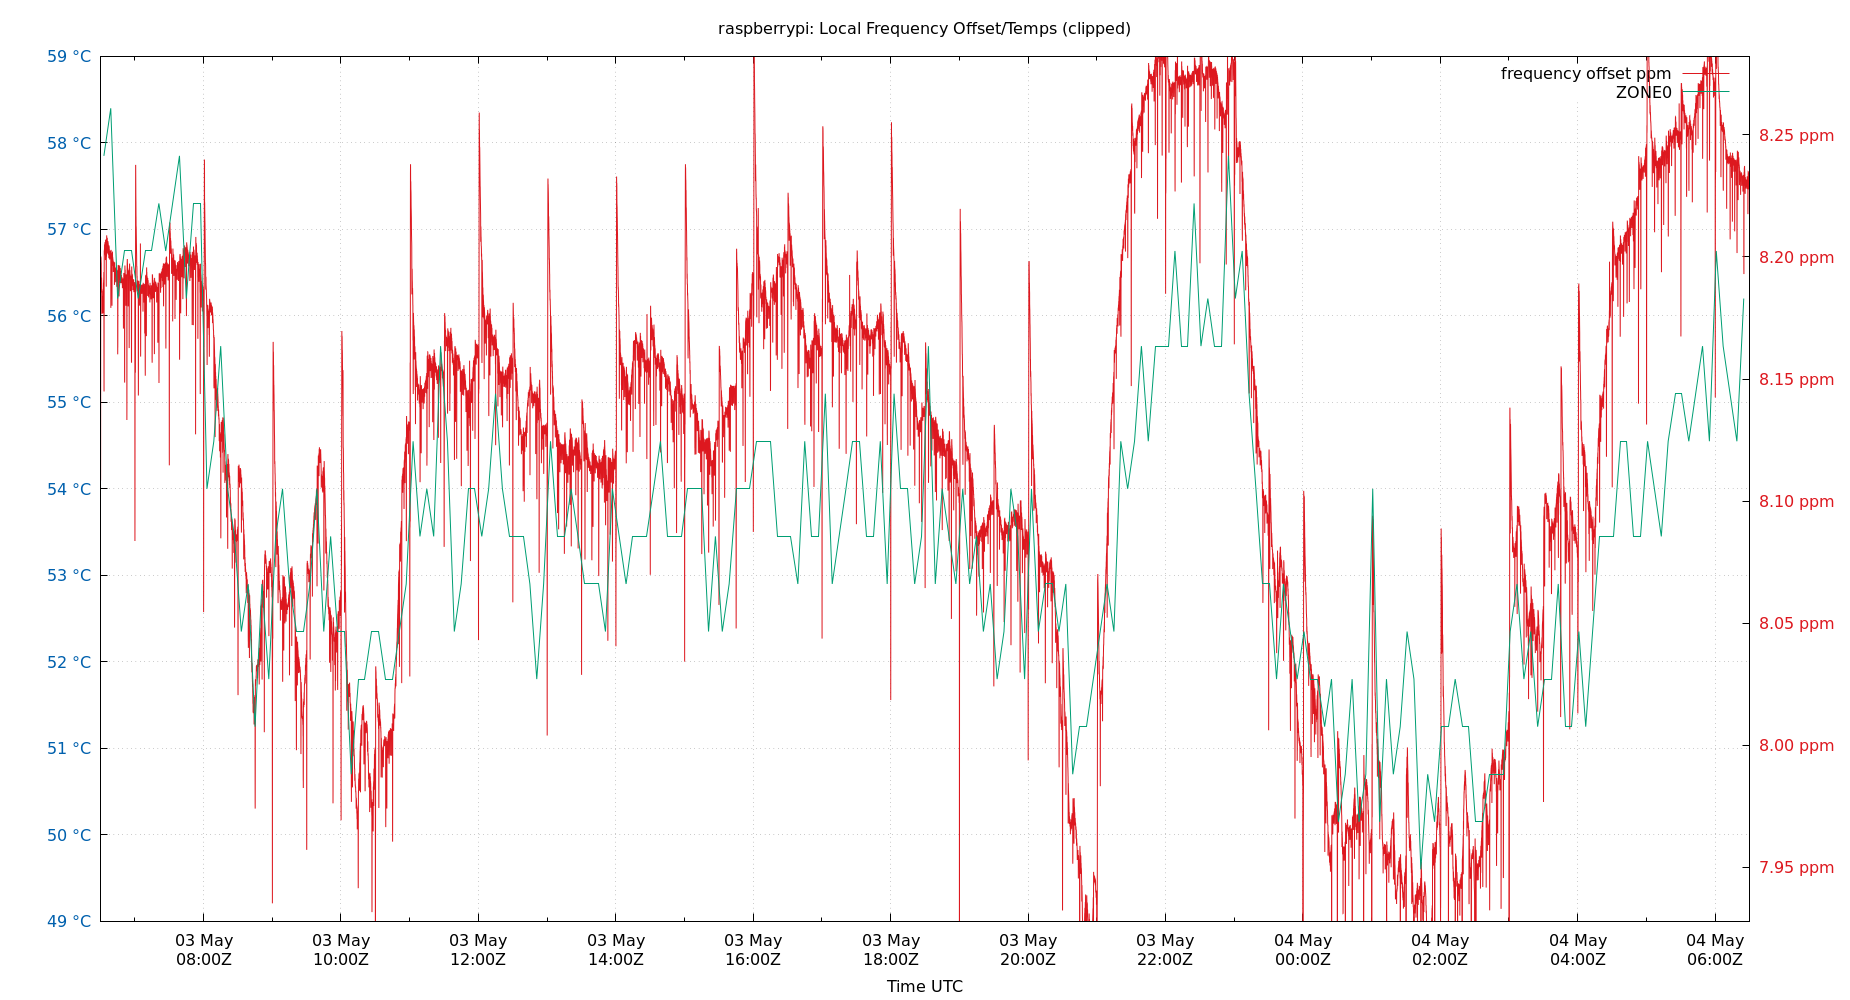 raspberrypi: Local Frequency Offset/Temps (clipped)
59 °C
58 °C
57 °C
56 °C
55 °C
54 °C
53 °C
52 °C
51 °C
50 °C
49 °C
frequency offset ppm
ZONE0
8.25 ppm
8.20 ppm
8.15 ppm
8.10 ppm
8.05 ppm
8.00 ppm
7.95 ppm
03 May 03 May 03 May 03 May 03 May 03 May 03 May 03 May 04 May 04 May 04 May 04 May
08:00Z 10:00Z 12:00Z 14:00Z 16:00Z 18:00Z 20:00Z 22:00Z 00:00Z 02:00Z 04:00Z 06:00Z
Time UTC